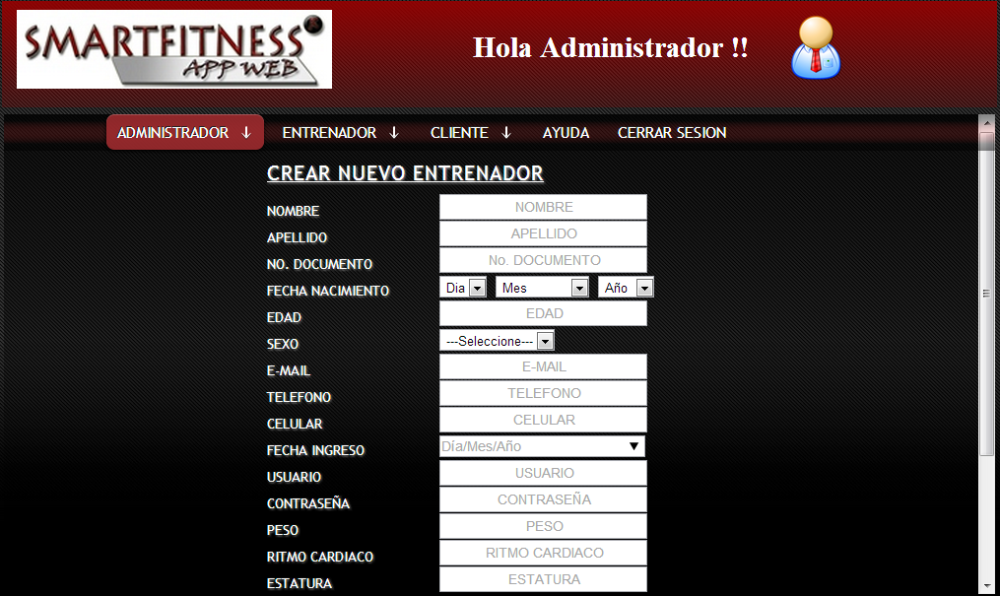 SMARTFITNESS
APP WEB
Hola Administrador !!
ADMINISTRADOR ↓ ENTRENADOR ↓ CLIENTE ↓ AYUDA CERRAR SESION
CREAR NUEVO ENTRENADOR
NOMBRE NOMBRE
APELLIDO APELLIDO
NO. DOCUMENTO No. DOCUMENTO
FECHA NACIMIENTO Dia Mes Año
EDAD EDAD
SEXO ---Seleccione---
E-MAIL E-MAIL
TELEFONO TELEFONO
CELULAR CELULAR
FECHA INGRESO Día/Mes/Año
USUARIO USUARIO
CONTRASEÑA CONTRASEÑA
PESO PESO
RITMO CARDIACO RITMO CARDIACO
ESTATURA ESTATURA